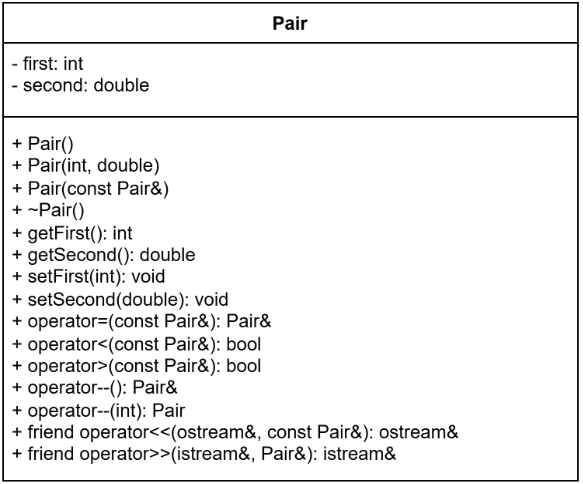 Pair
- first: int
- second: double
+ Pair()
+ Pair(int, double)
+ Pair(const Pair&)
+ ~Pair()
+ getFirst(): int
+ getSecond(): double
+ setFirst(int): void
+ setSecond(double): void
+ operator=(const Pair&): Pair&
+ operator<(const Pair&): bool
+ operator>(const Pair&): bool
+ operator--(): Pair&
+ operator--(int): Pair
+ friend operator<<(ostream&, const Pair&): ostream&
+ friend operator>>(istream&, Pair&): istream&